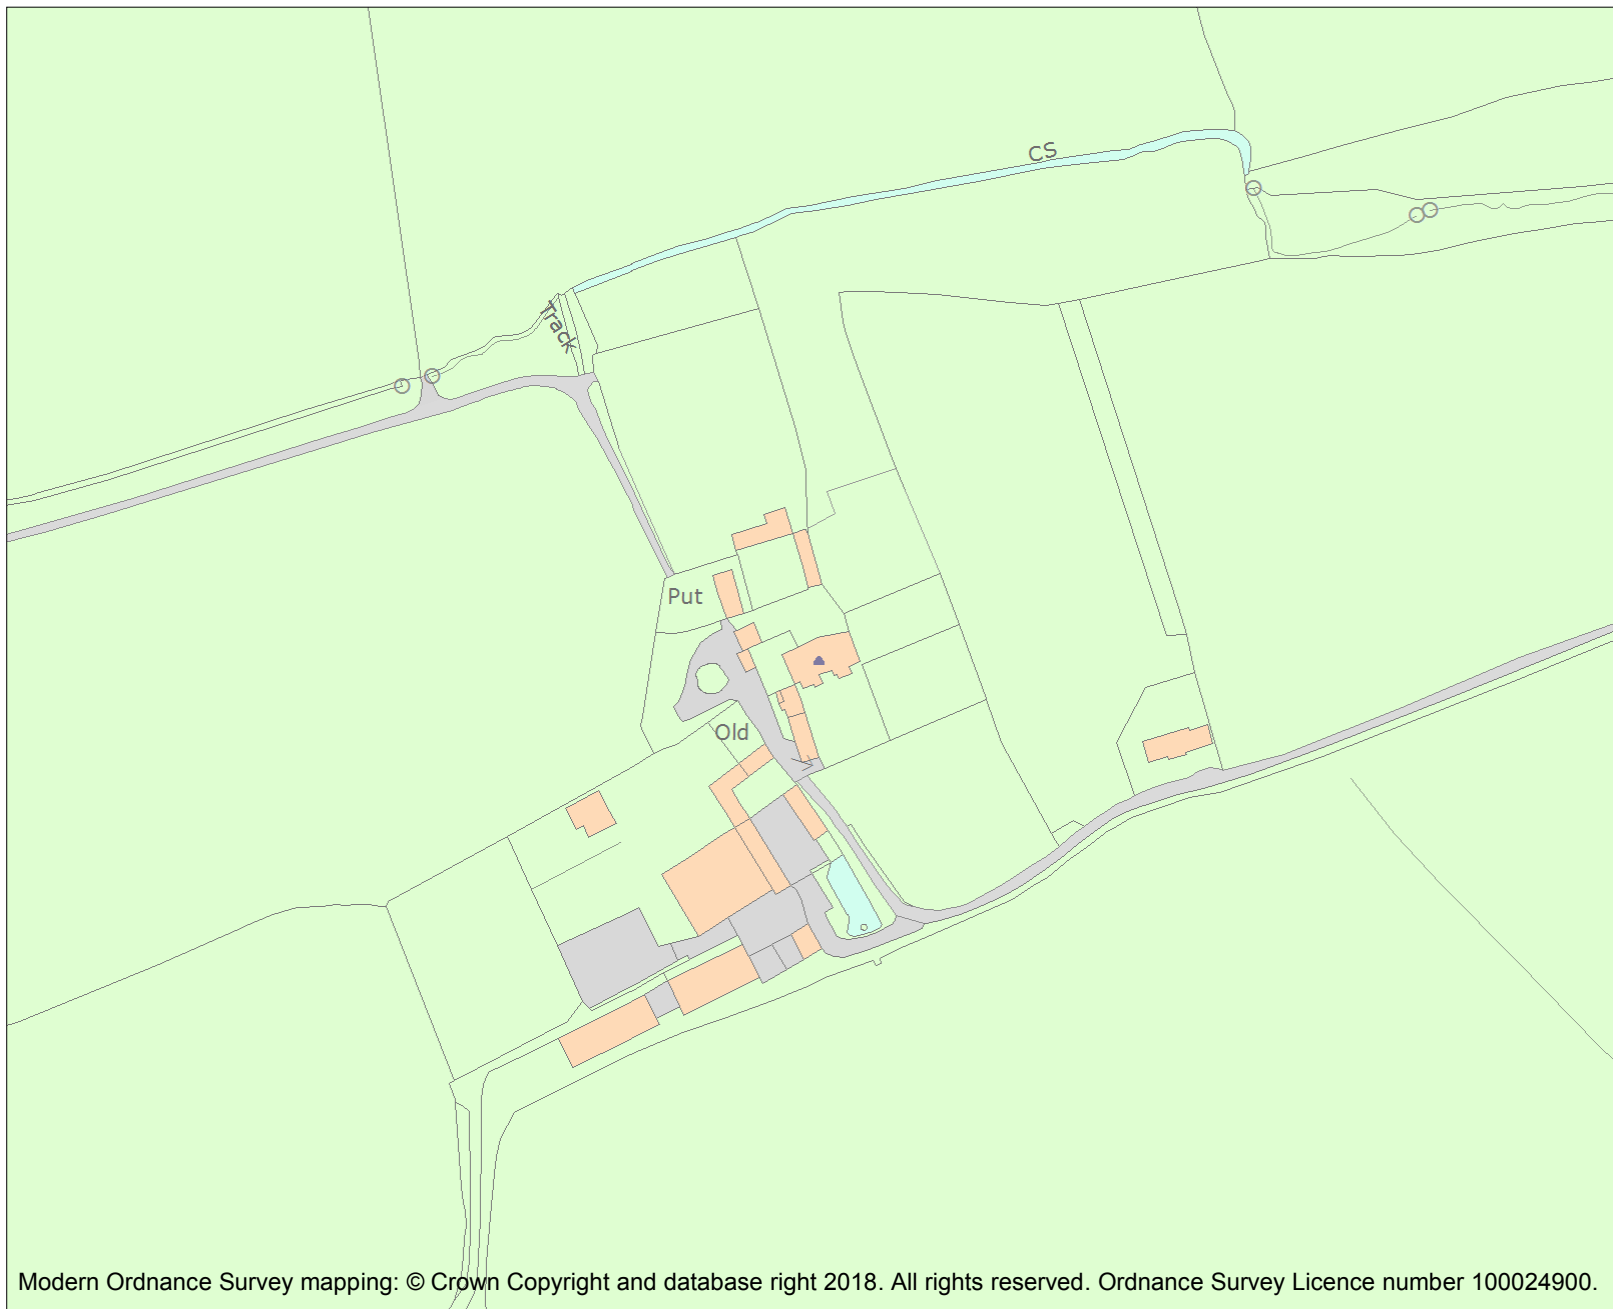 CS
Track
Put
Old
Modern Ordnance Survey mapping: © Crown Copyright and database right 2018. All rights reserved. Ordnance Survey Licence number 100024900.